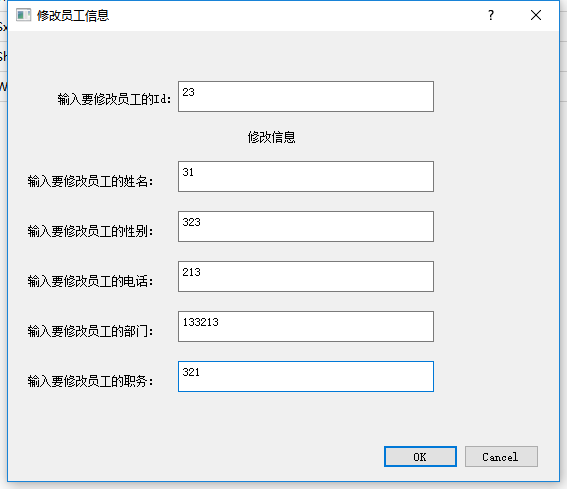 修改员工信息
?
输入要修改员工的Id:
23
修改信息
输入要修改员工的姓名:
31
输入要修改员工的性别:
323
输入要修改员工的电话:
213
输入要修改员工的部门:
133213
输入要修改员工的职务:
321
OK
Cancel